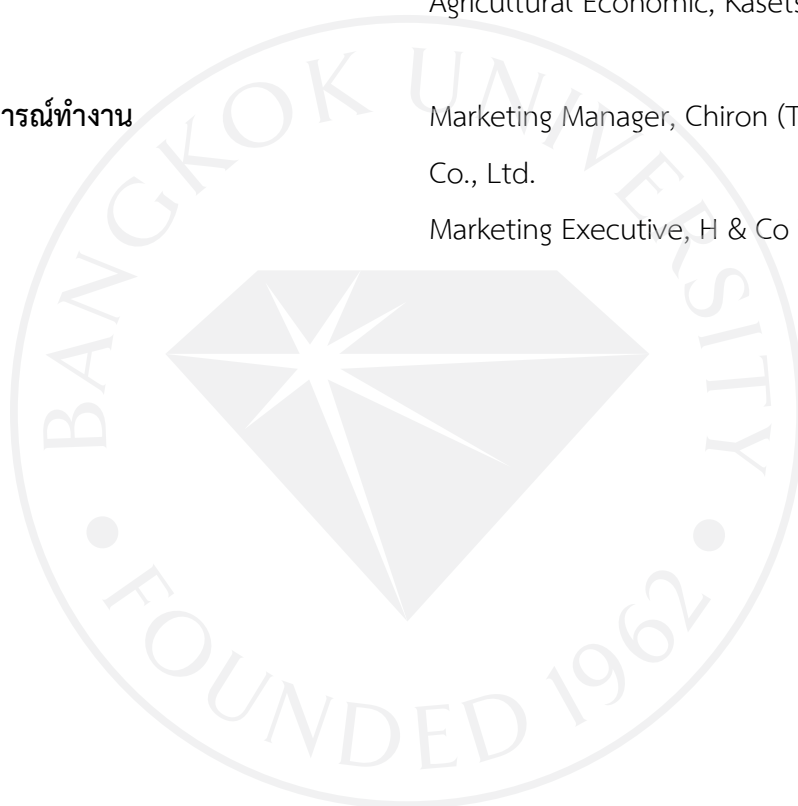 Agricultural Economic,
ารณ์ทำงาน Marketing Manager, Chiron
Co., Ltd.
Marketing Executive, H & Co
BANGKOK UNIVERSITY
• FOUNDED 1962 •